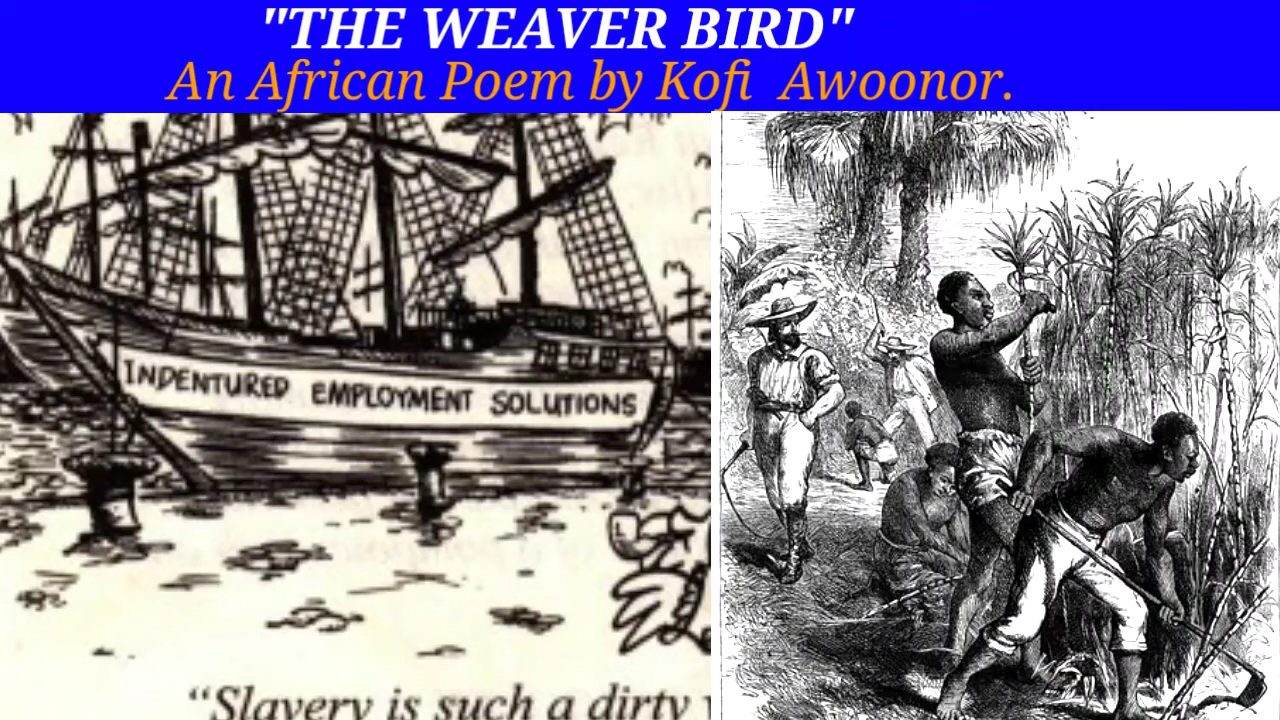 "THE WEAVER BIRD"
An African Poem by Kofi Awoonor.
INDENTURED EMPLOYMENT SOLUTIONS
“Slavery is such a dirty